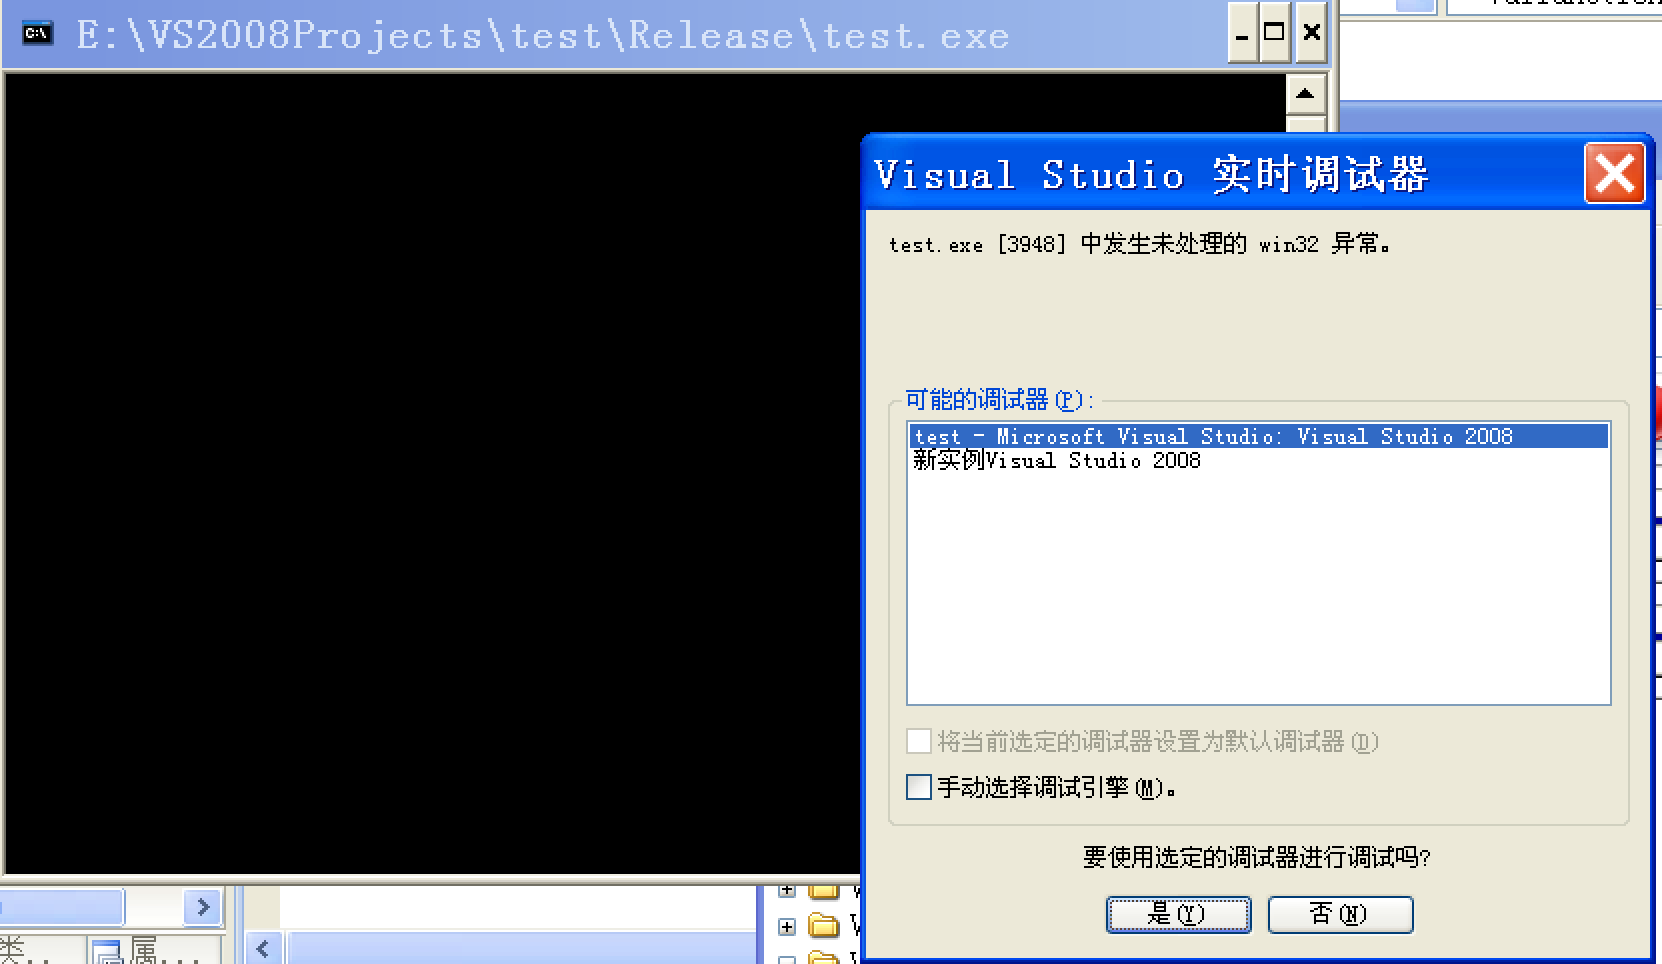 E:\VS2008Projects\test\Release\test.exe
Visual Studio 实时调试器
test.exe [3948] 中发生未处理的 win32 异常。
可能的调试器(P):
test - Microsoft Visual Studio: Visual Studio 2008
新实例Visual Studio 2008
将当前选定的调试器设置为默认调试器(D)
手动选择调试引擎(M)。
要使用选定的调试器进行调试吗?
是(Y)
否(N)
类...
属...